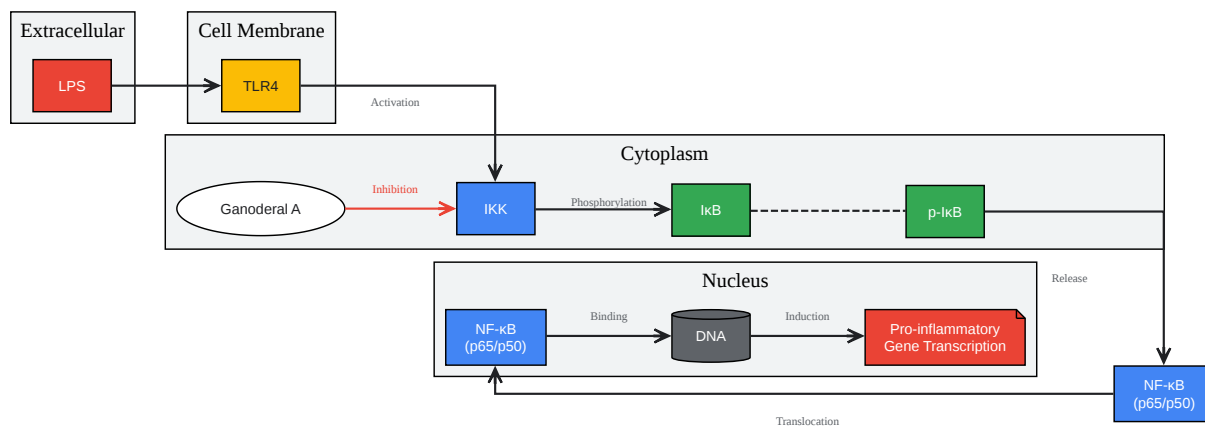 Extracellular
LPS
Cell Membrane
TLR4
Activation
Cytoplasm
Ganoderal A
Inhibition
IKK
Phosphorylation
IκB
p-IκB
Release
Nucleus
NF-κB
(p65/p50)
Binding
DNA
Induction
Pro-inflammatory
Gene Transcription
NF-κB
(p65/p50)
Translocation